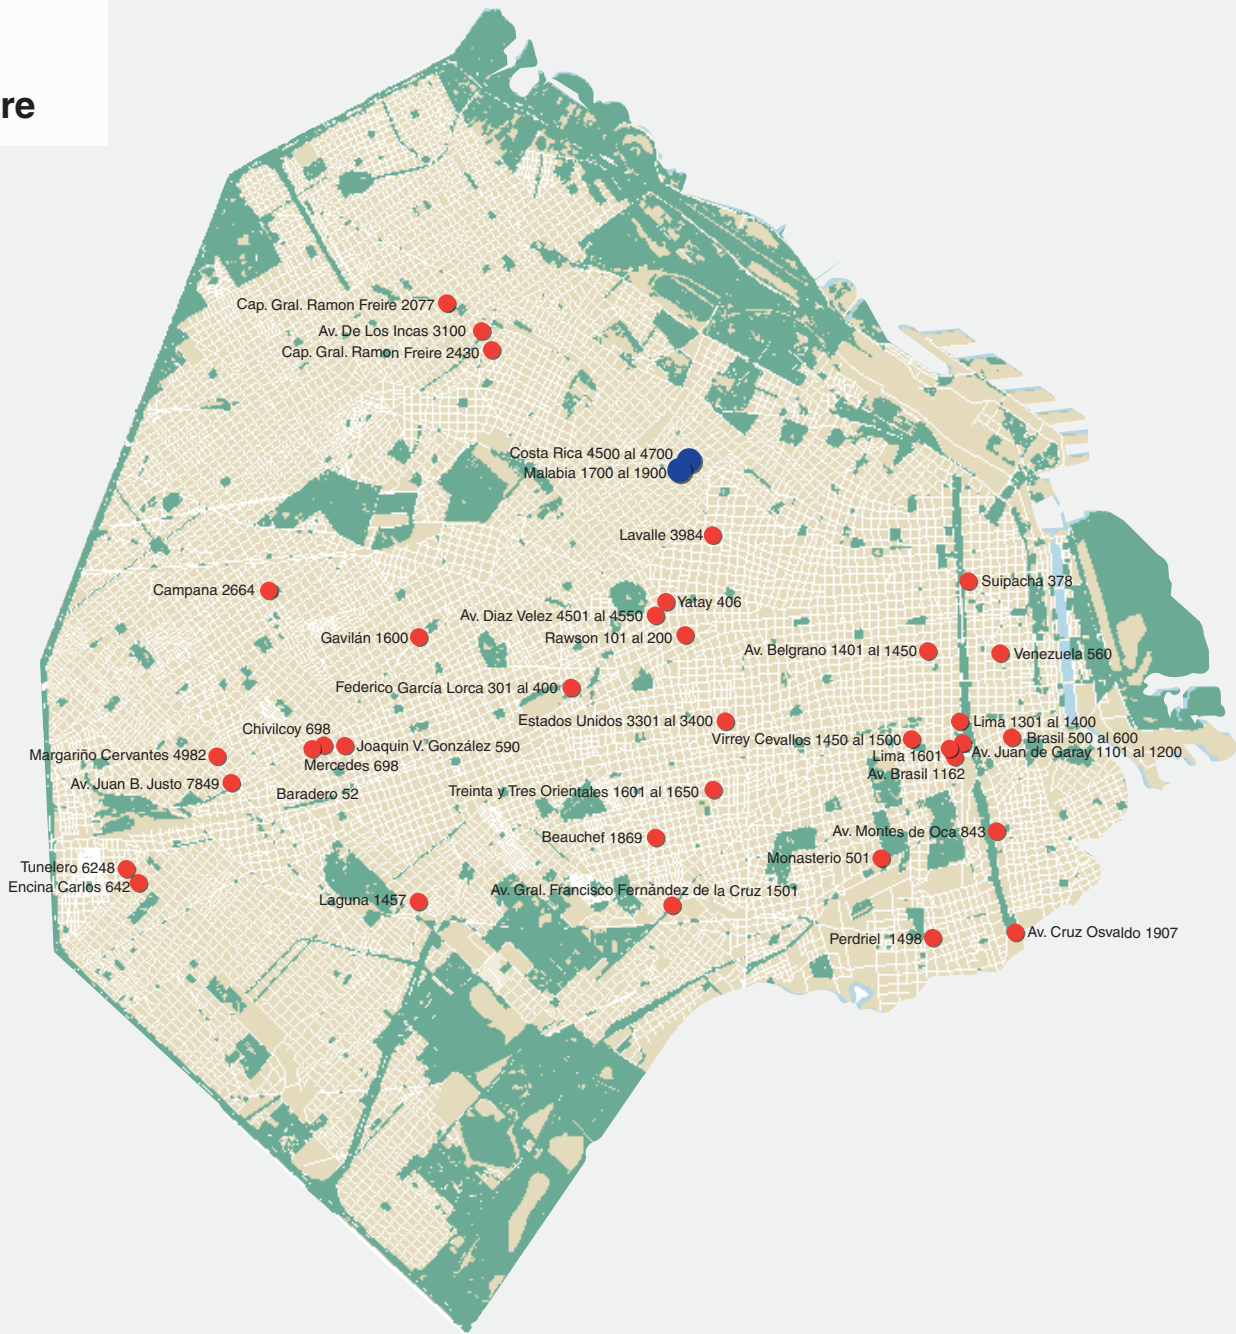 re
Cap. Gral. Ramon Freire 2077
Av. De Los Incas 3100
Cap. Gral. Ramon Freire 2430
Costa Rica 4500 al 4700
Malabia 1700 al 1900
Lavalle 3984
Suipacha 378
Campana 2664
Yatay 406
Av. Diaz Velez 4501 al 4550
Gavilán 1600
Rawson 101 al 200
Av. Belgrano 1401 al 1450
Venezuela 560
Federico García Lorca 301 al 400
Estados Unidos 3301 al 3400
Lima 1301 al 1400
Chivilcoy 698
Virrey Cevallos 1450 al 1500
Brasil 500 al 600
Joaquin V. González 590
Margariño Cervantes 4982
Lima 1601
Av. Juan de Garay 1101 al 1200
Mercedes 698
Av. Brasil 1162
Av. Juan B. Justo 7849
Baradero 52
Treinta y Tres Orientales 1601 al 1650
Beauchef 1869
Av. Montes de Oca 843
Monasterio 501
Tunelero 6248
Encina Carlos 642
Av. Gral. Francisco Fernández de la Cruz 1501
Laguna 1457
Perdriel 1498
Av. Cruz Osvaldo 1907